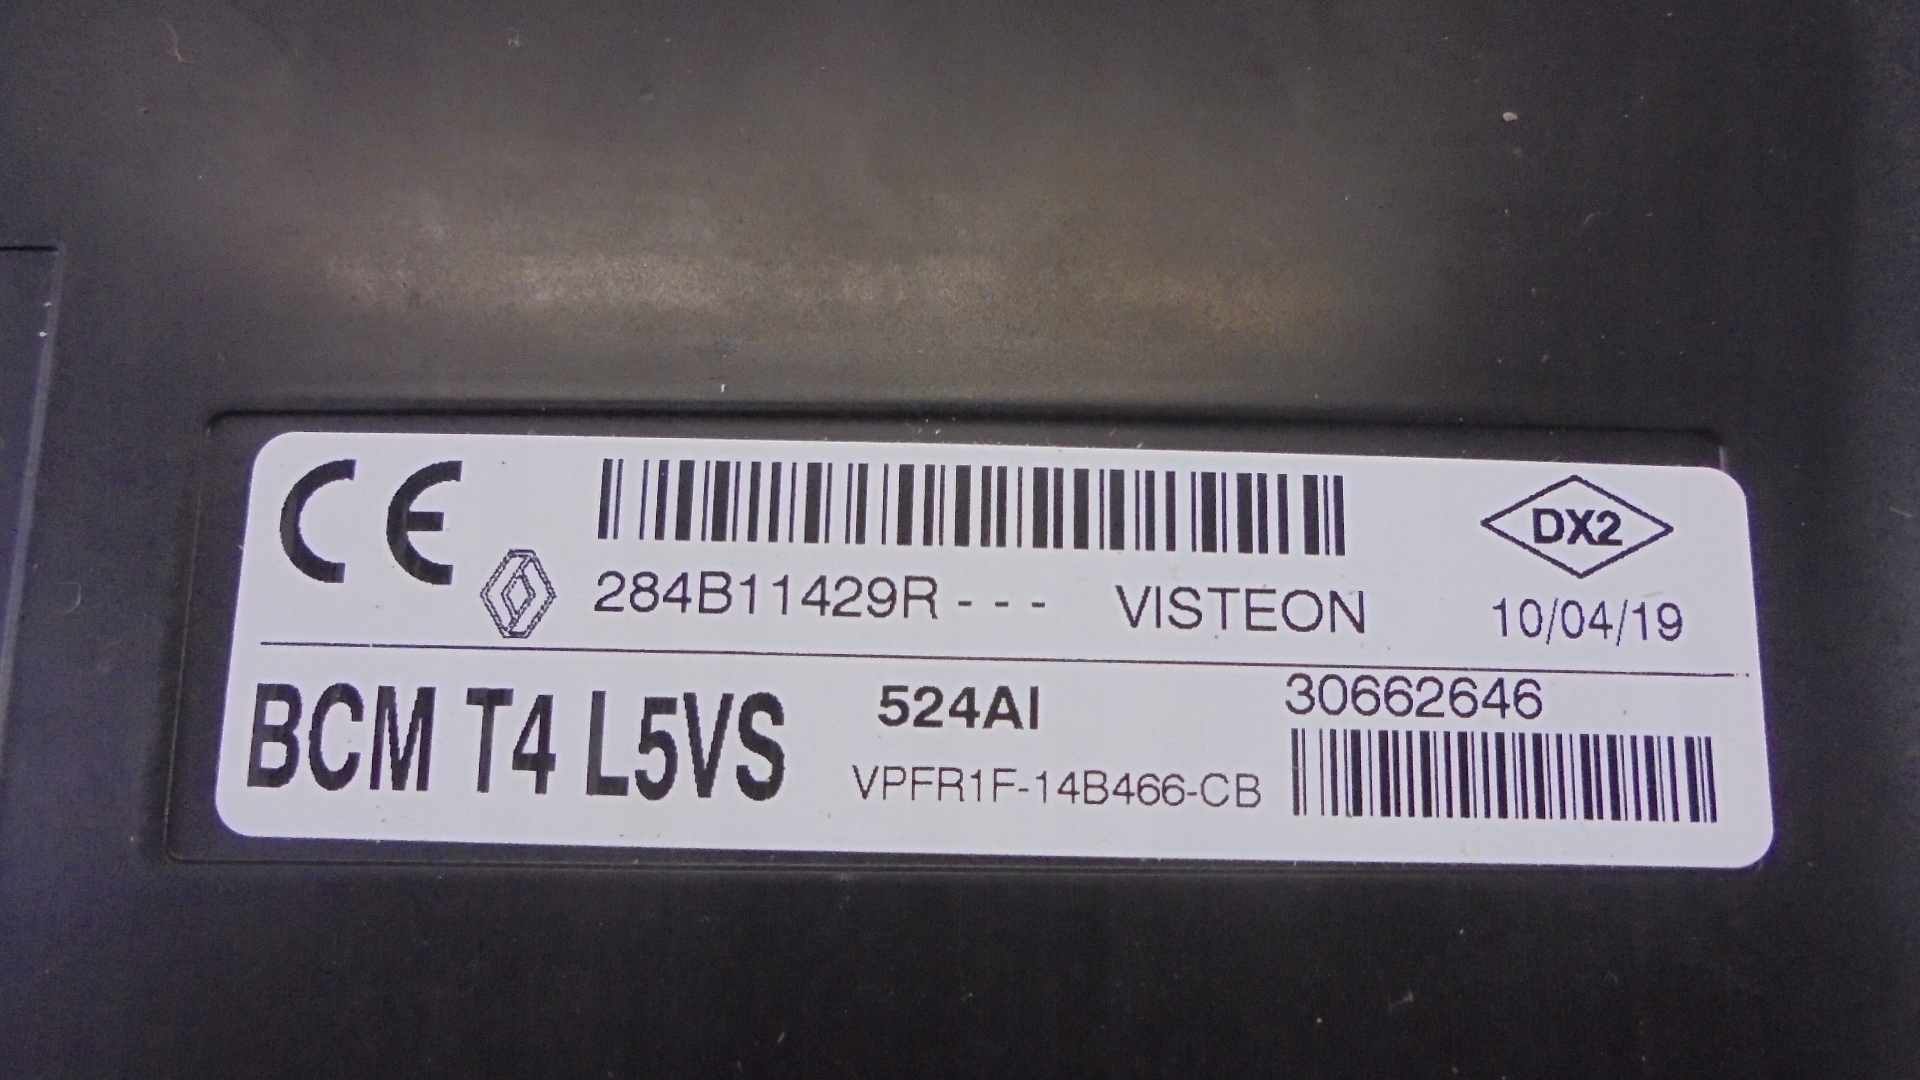 CE
284B11429R - - - VISTEON
DX2
10/04/19
BCM T4 L5VS
524AI
VPFR1F-14B466-CB
30662646